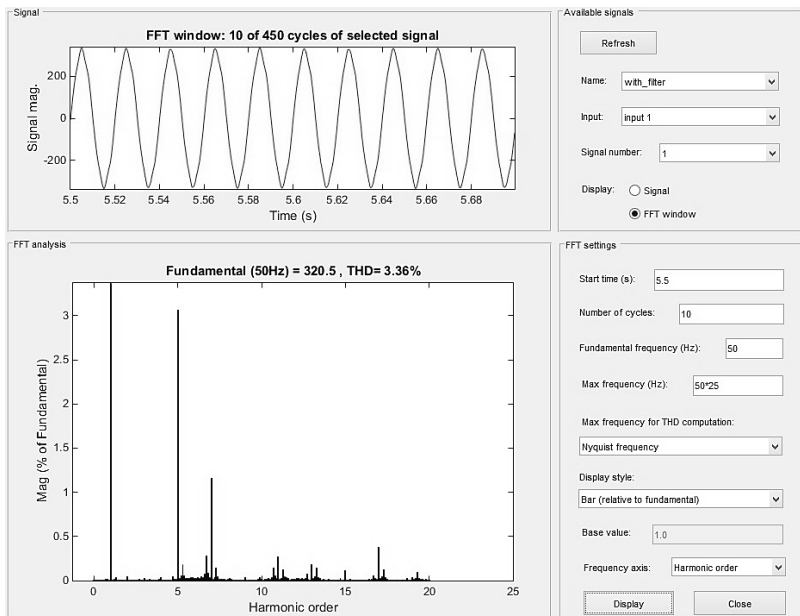 Signal
FFT window: 10 of 450 cycles of selected signal
200
0
-200
Signal mag.
5.5 5.52 5.54 5.56 5.58 5.6 5.62 5.64 5.66 5.68
Time (s)
Available signals
Refresh
Name: with_filter
Input: input 1
Signal number: 1
Display: Signal
FFT window
FFT analysis
Fundamental (50Hz) = 320.5 , THD= 3.36%
3
2.5
2
1.5
1
0.5
0
Mag (% of Fundamental)
0 5 10 15 20 25
Harmonic order
FFT settings
Start time (s): 5.5
Number of cycles: 10
Fundamental frequency (Hz): 50
Max frequency (Hz): 50*25
Max frequency for THD computation:
Nyquist frequency
Display style:
Bar (relative to fundamental)
Base value: 1.0
Frequency axis: Harmonic order
Display Close